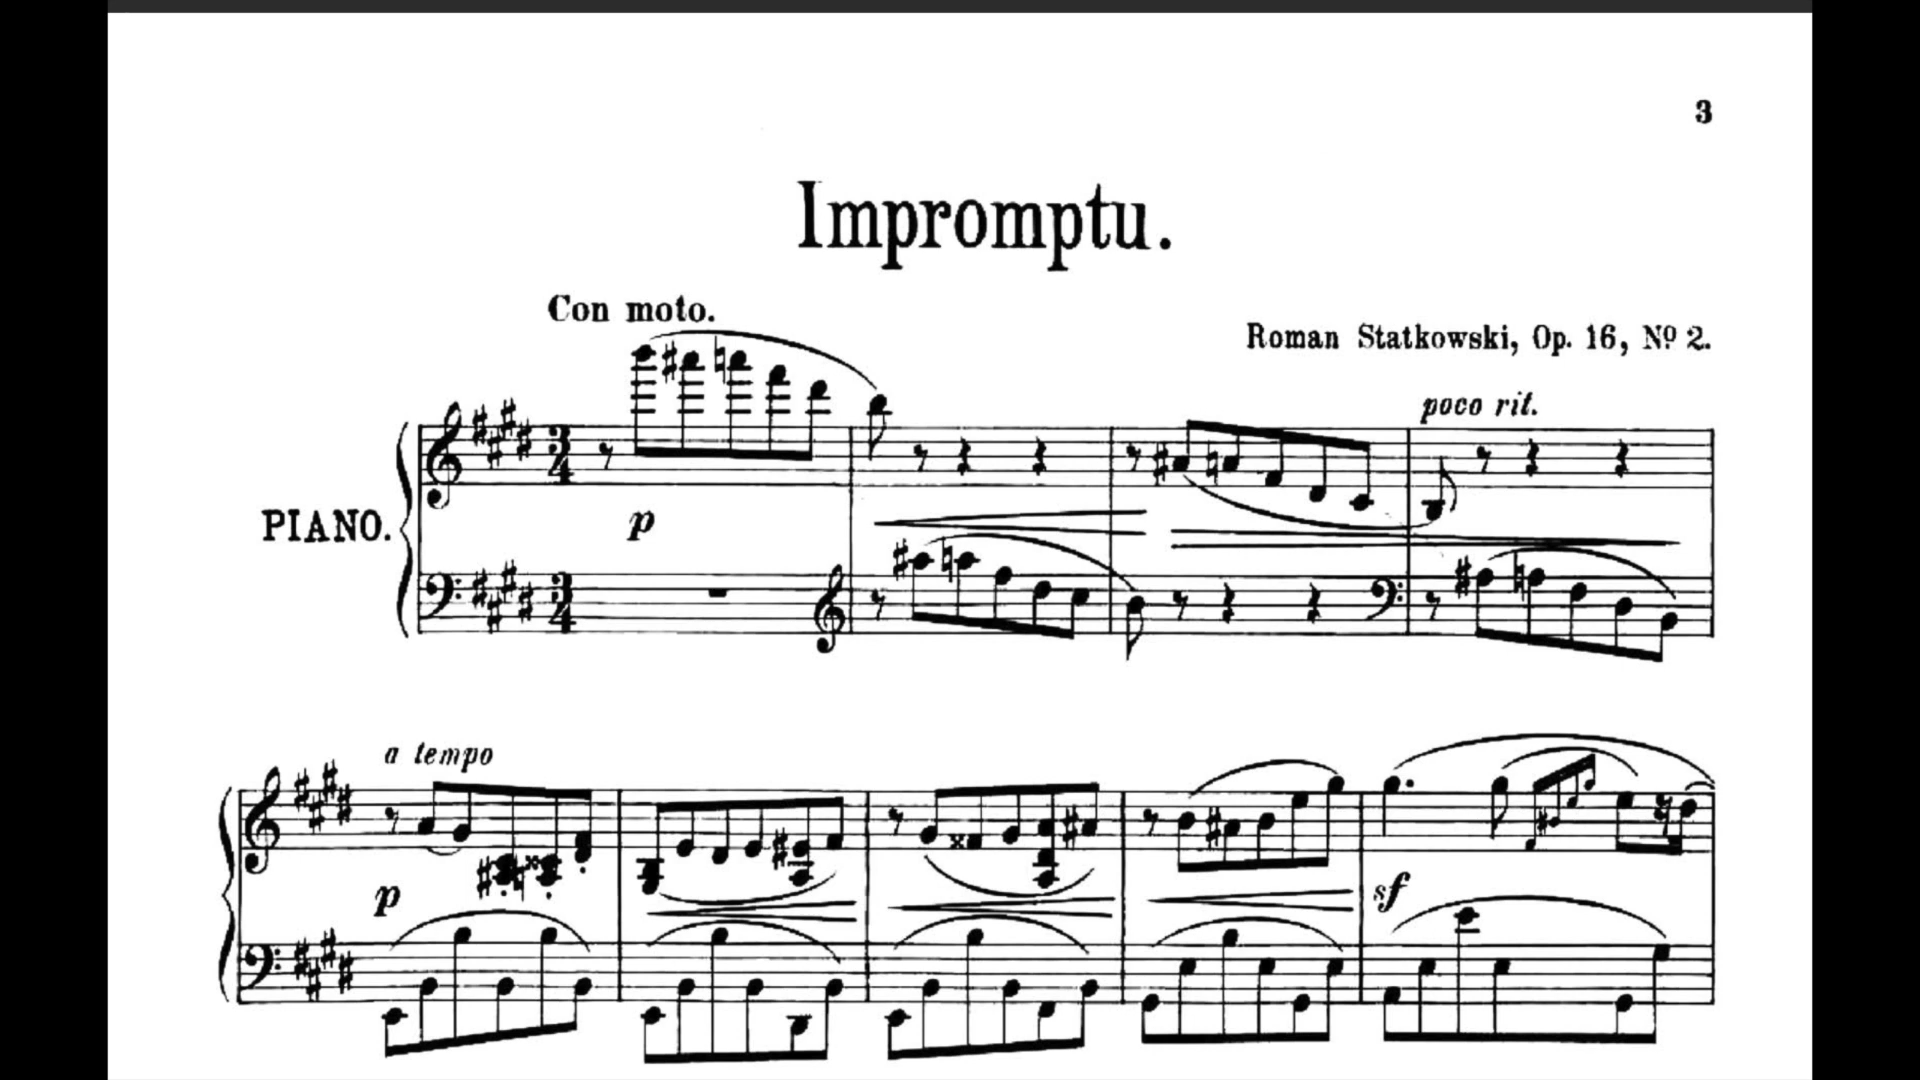 3
Impromptu.
Con moto.
Roman Statkowski, Op. 16, No 2.
poco rit.
PIANO.
p
a tempo
p
sf